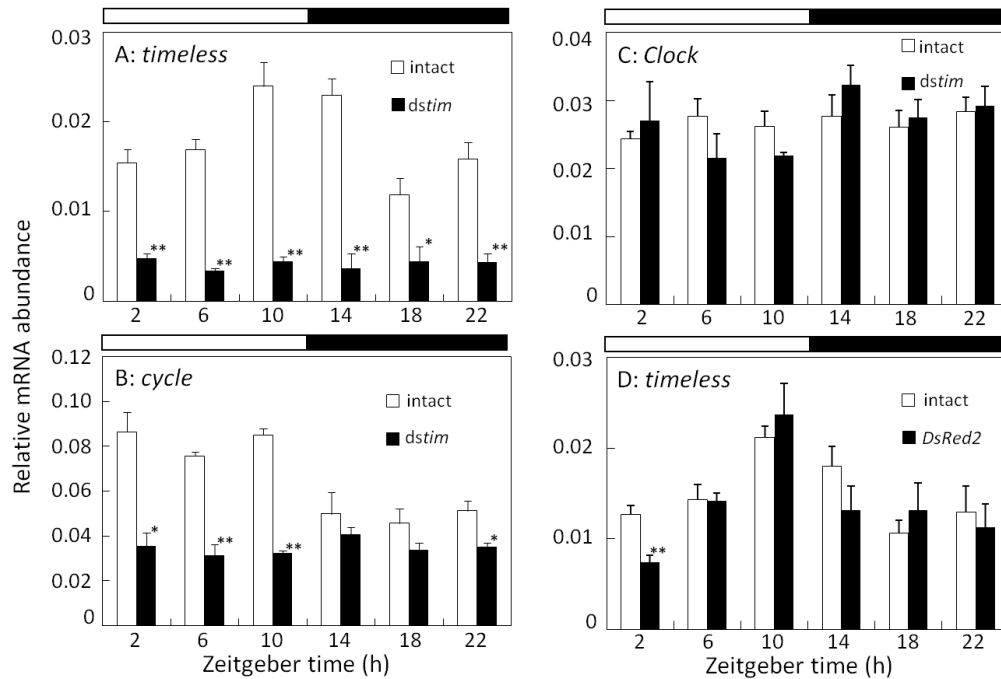 Relative mRNA abundance
A: timeless
intact
dstim
0.03
0.02
0.01
0
** ** ** ** * **
2 6 10 14 18 22
B: cycle
intact
dstim
0.12
0.10
0.08
0.06
0.04
0.02
0
* ** ** *
2 6 10 14 18 22
Zeitgeber time (h)
C: Clock
intact
dstim
0.04
0.03
0.02
0.01
0
2 6 10 14 18 22
D: timeless
intact
DsRed2
0.03
0.02
0.01
0
**
2 6 10 14 18 22
Zeitgeber time (h)